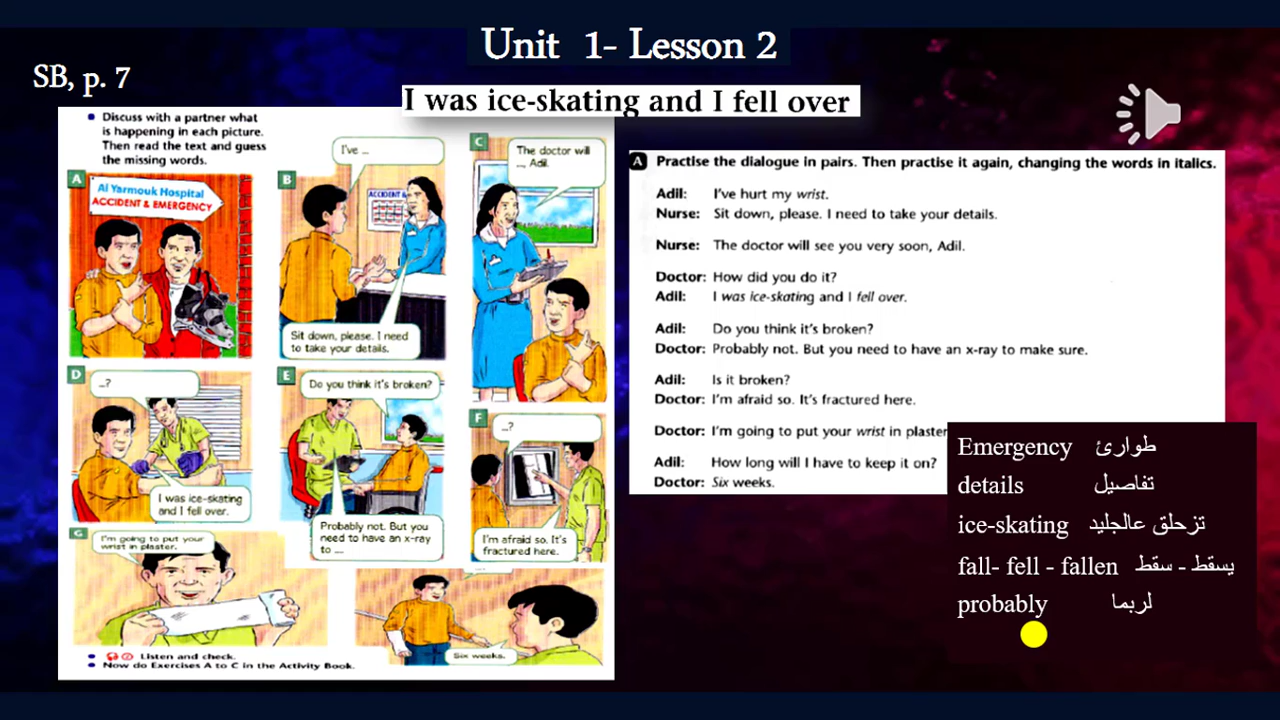 Unit 1- Lesson 2
SB, p. 7
I was ice-skating and I fell over
• Discuss with a partner what
is happening in each picture.
Then read the text and guess
the missing words.
A
Al Yarmouk Hospital
ACCIDENT & EMERGENCY
B
I've ...
ACCIDENT &
Sit down, please. I need
to take your details.
C
The doctor will
..., Adil.
D
...?
I was ice-skating
and I fell over.
E
Do you think it's broken?
Probably not. But you
need to have an x-ray
to ....
F
...?
I'm afraid so. It's
fractured here.
G
I'm going to put your
wrist in plaster.
Six weeks.
• Listen and check.
• Now do Exercises A to C in the Activity Book.
A Practise the dialogue in pairs. Then practise it again, changing the words in italics.
Adil: I've hurt my wrist.
Nurse: Sit down, please. I need to take your details.
Nurse: The doctor will see you very soon, Adil.
Doctor: How did you do it?
Adil: I was ice-skating and I fell over.
Adil: Do you think it's broken?
Doctor: Probably not. But you need to have an x-ray to make sure.
Adil: Is it broken?
Doctor: I'm afraid so. It's fractured here.
Doctor: I'm going to put your wrist in plaster
Adil: How long will I have to keep it on?
Doctor: Six weeks.
Emergency طوارئ
details تفاصيل
ice-skating تزحلق عالجليد
fall- fell - fallen يسقط - سقط
probably لربما